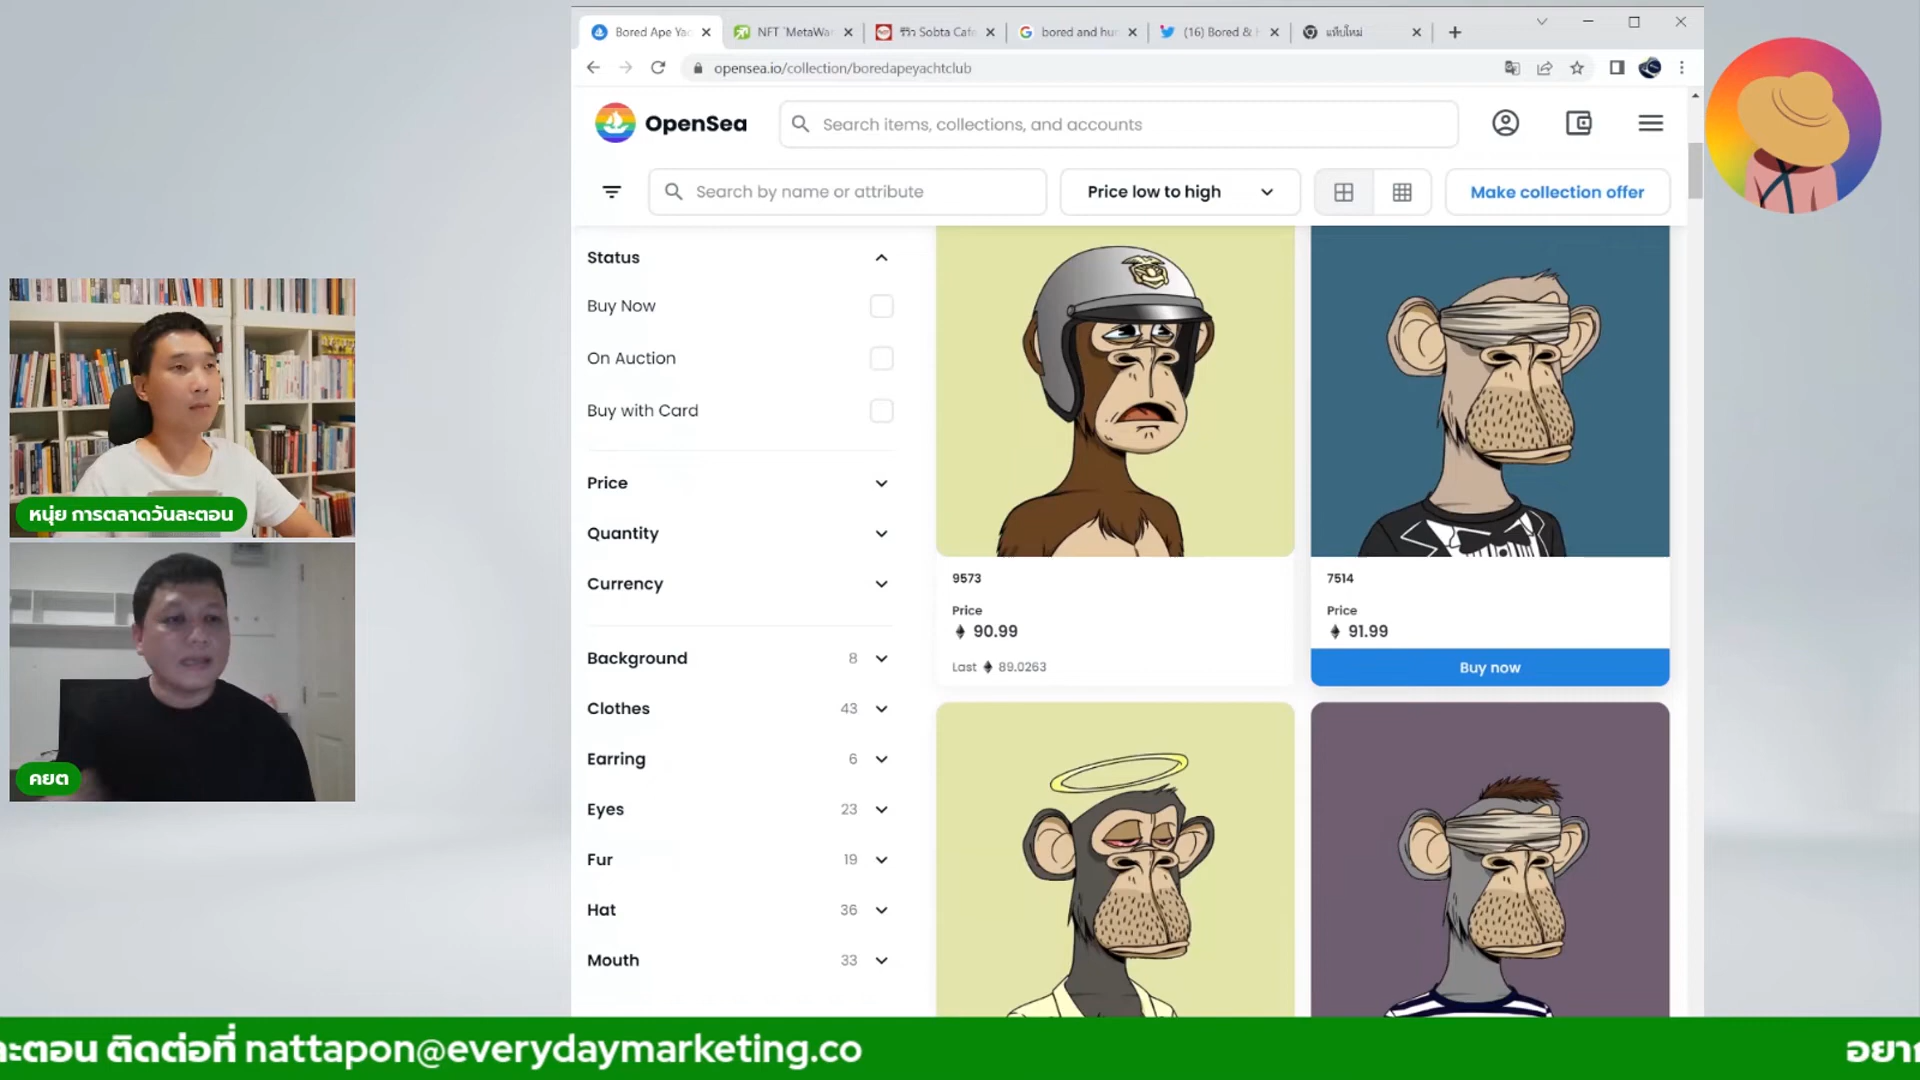 Bored Ape Yac
NFT 'MetaWar
รีวิว Sobta Cafe
bored and hun
(16) Bored & H
แท็บใหม่
opensea.io/collection/boredapeyachtclub
OpenSea
Search items, collections, and accounts
Search by name or attribute
Price low to high
Make collection offer
Status
Buy Now
On Auction
Buy with Card
Price
Quantity
Currency
Background 8
Clothes 43
Earring 6
Eyes 23
Fur 19
Hat 36
Mouth 33
9573
Price
90.99
Last 89.0263
7514
Price
91.99
Buy now
หนุ่ย การตลาดวันละตอน
คยต
ะตอน ติดต่อที่ nattapon@everydaymarketing.co
อยาก